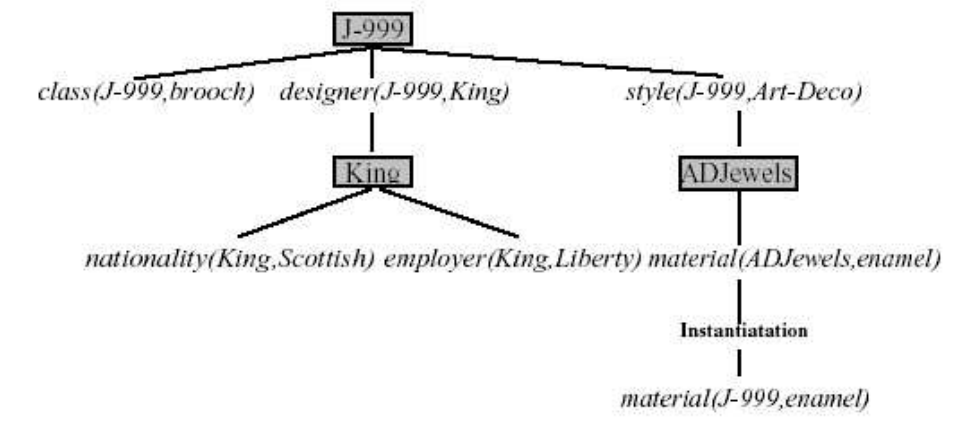 J-999
class(J-999,brooch) designer(J-999,King) style(J-999,Art-Deco)
King ADJewels
nationality(King,Scottish) employer(King,Liberty) material(ADJewels,enamel)
Instantiatation
material(J-999,enamel)